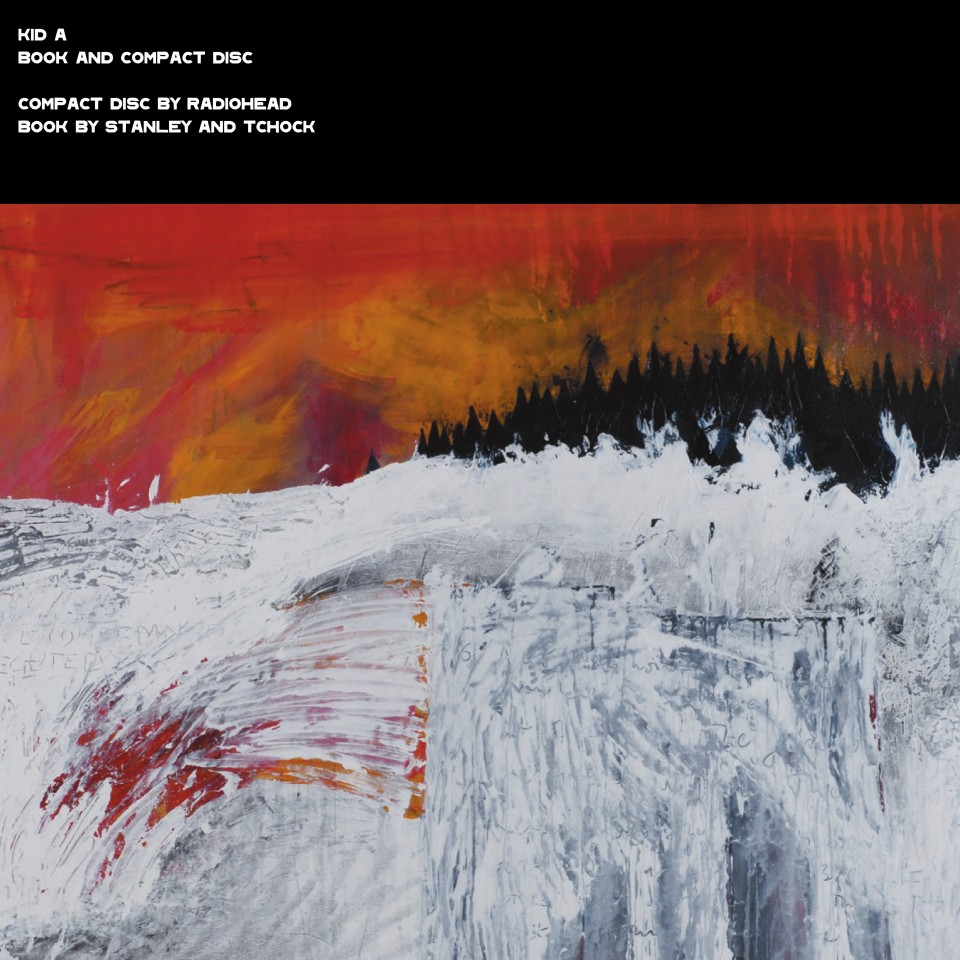 KID A
BOOK AND COMPACT DISC
COMPACT DISC BY RADIOHEAD
BOOK BY STANLEY AND TCHOCK